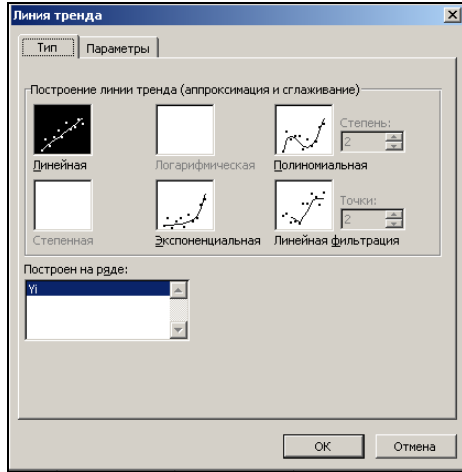 Линия тренда
Тип Параметры
Построение линии тренда (аппроксимация и сглаживание)
Степень:
2
Линейная Логарифмическая Полиномиальная
Точки:
2
Степенная Экспоненциальная Линейная фильтрация
Построен на ряде:
Yi
ОК Отмена